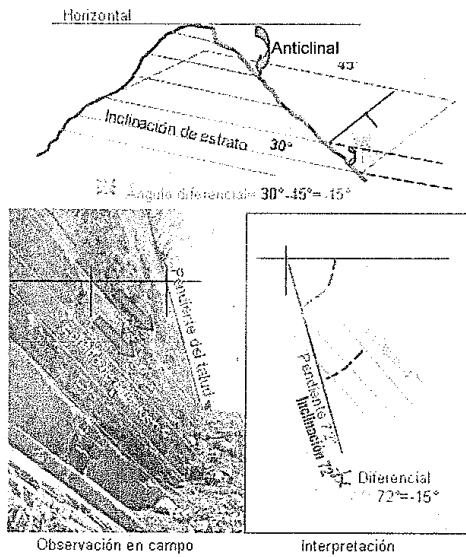 Horizontal
Anticlinal
45°
Inclinación de estrato 30°
Angulo diferencial= 30°-45°= -15°
Pendiente del talud
Pendiente 72°
Inclinación 72°
Diferencial
72°=-15°
Observación en campo
interpretación